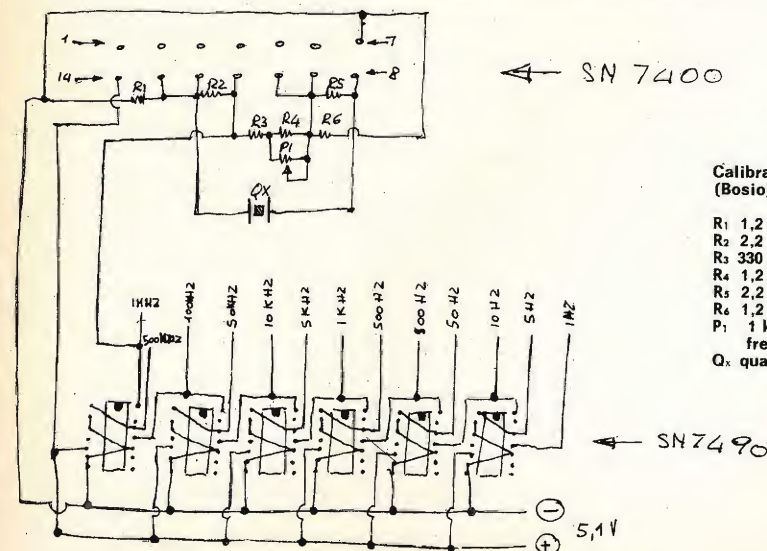 1 → ← 7
14 → ← 8
← SN 7400
R1
R2
R5
R3
R4
R6
P1
QX
Calibra
(Bosio
R1 1,2
R2 2,2
R3 330
R4 1,2
R5 2,2
R6 1,2
P1 1 k
fre
Qx qua
1KHZ
500KHZ
100KHZ
50KHZ
10KHZ
5KHZ
1KHZ
500HZ
500HZ
50HZ
10HZ
5HZ
1HZ
← SN7490
−
+
5,1V